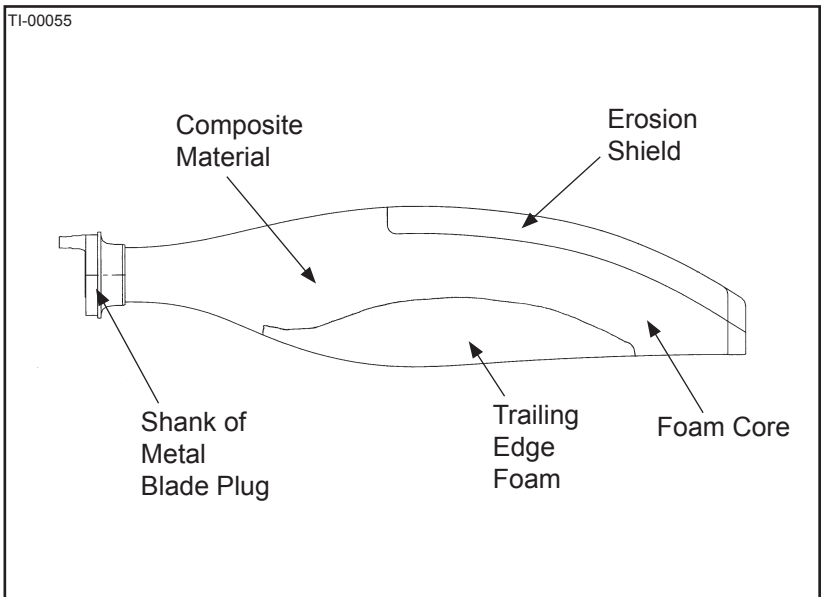 TI-00055
Composite
Material
Erosion
Shield
Shank of
Metal
Blade Plug
Trailing
Edge
Foam
Foam Core